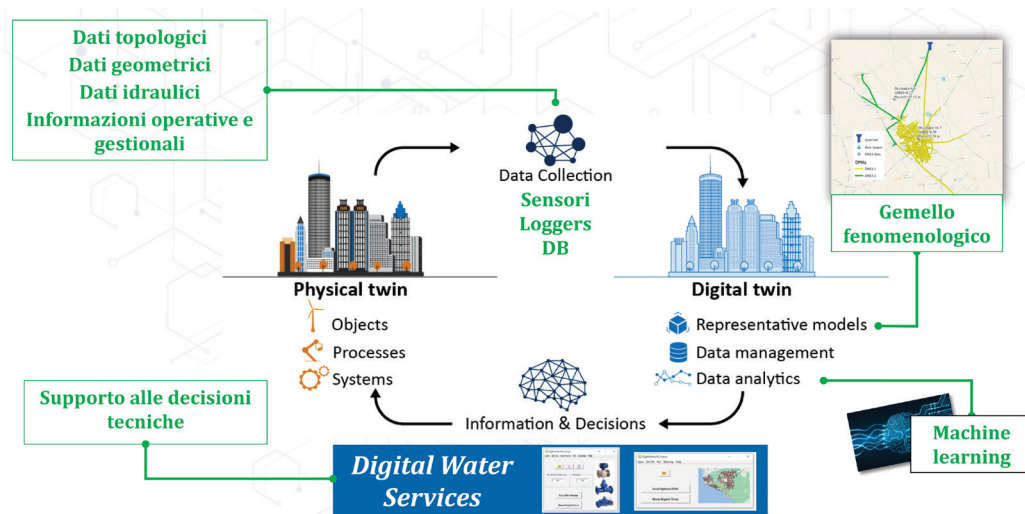 Dati topologici
Dati geometrici
Dati idraulici
Informazioni operative e
gestionali
Data Collection
Sensori
Loggers
DB
Gemello
fenomenologico
Physical twin
Objects
Processes
Systems
Digital twin
Representative models
Data management
Data analytics
Information & Decisions
Supporto alle decisioni
tecniche
Machine
learning
Digital Water
Services